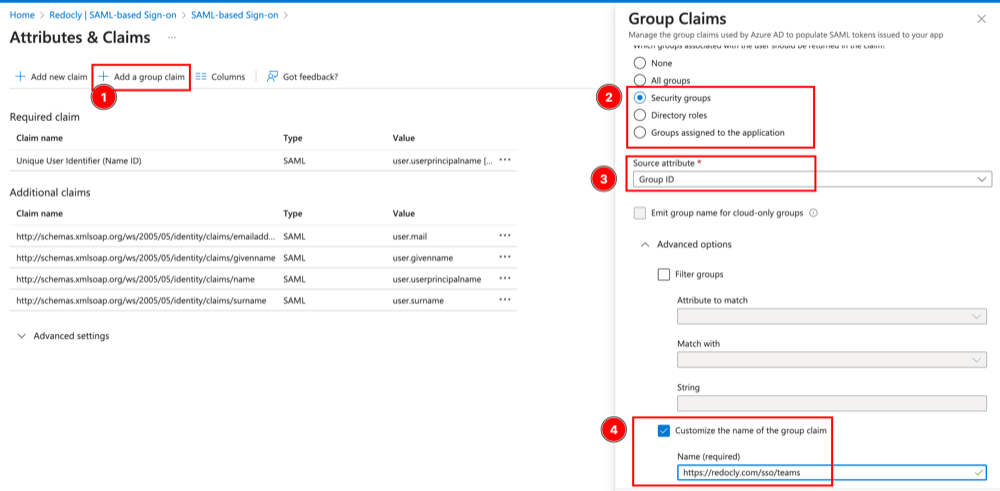 Home > Redocly | SAML-based Sign-on > SAML-based Sign-on >
Attributes & Claims ...
+ Add new claim + Add a group claim Columns Got feedback?
1
Required claim
Claim name Type Value
Unique User Identifier (Name ID) SAML user.userprincipalname [... ...
Additional claims
Claim name Type Value
http://schemas.xmlsoap.org/ws/2005/05/identity/claims/emailadd... SAML user.mail ...
http://schemas.xmlsoap.org/ws/2005/05/identity/claims/givenname SAML user.givenname ...
http://schemas.xmlsoap.org/ws/2005/05/identity/claims/name SAML user.userprincipalname ...
http://schemas.xmlsoap.org/ws/2005/05/identity/claims/surname SAML user.surname ...
Advanced settings
Group Claims
Manage the group claims used by Azure AD to populate SAML tokens issued to your app
Which groups associated with the user should be returned in the claim?
None
All groups
2
Security groups
Directory roles
Groups assigned to the application
Source attribute *
3
Group ID
Emit group name for cloud-only groups
Advanced options
Filter groups
Attribute to match
Match with
String
4
Customize the name of the group claim
Name (required)
https://redocly.com/sso/teams